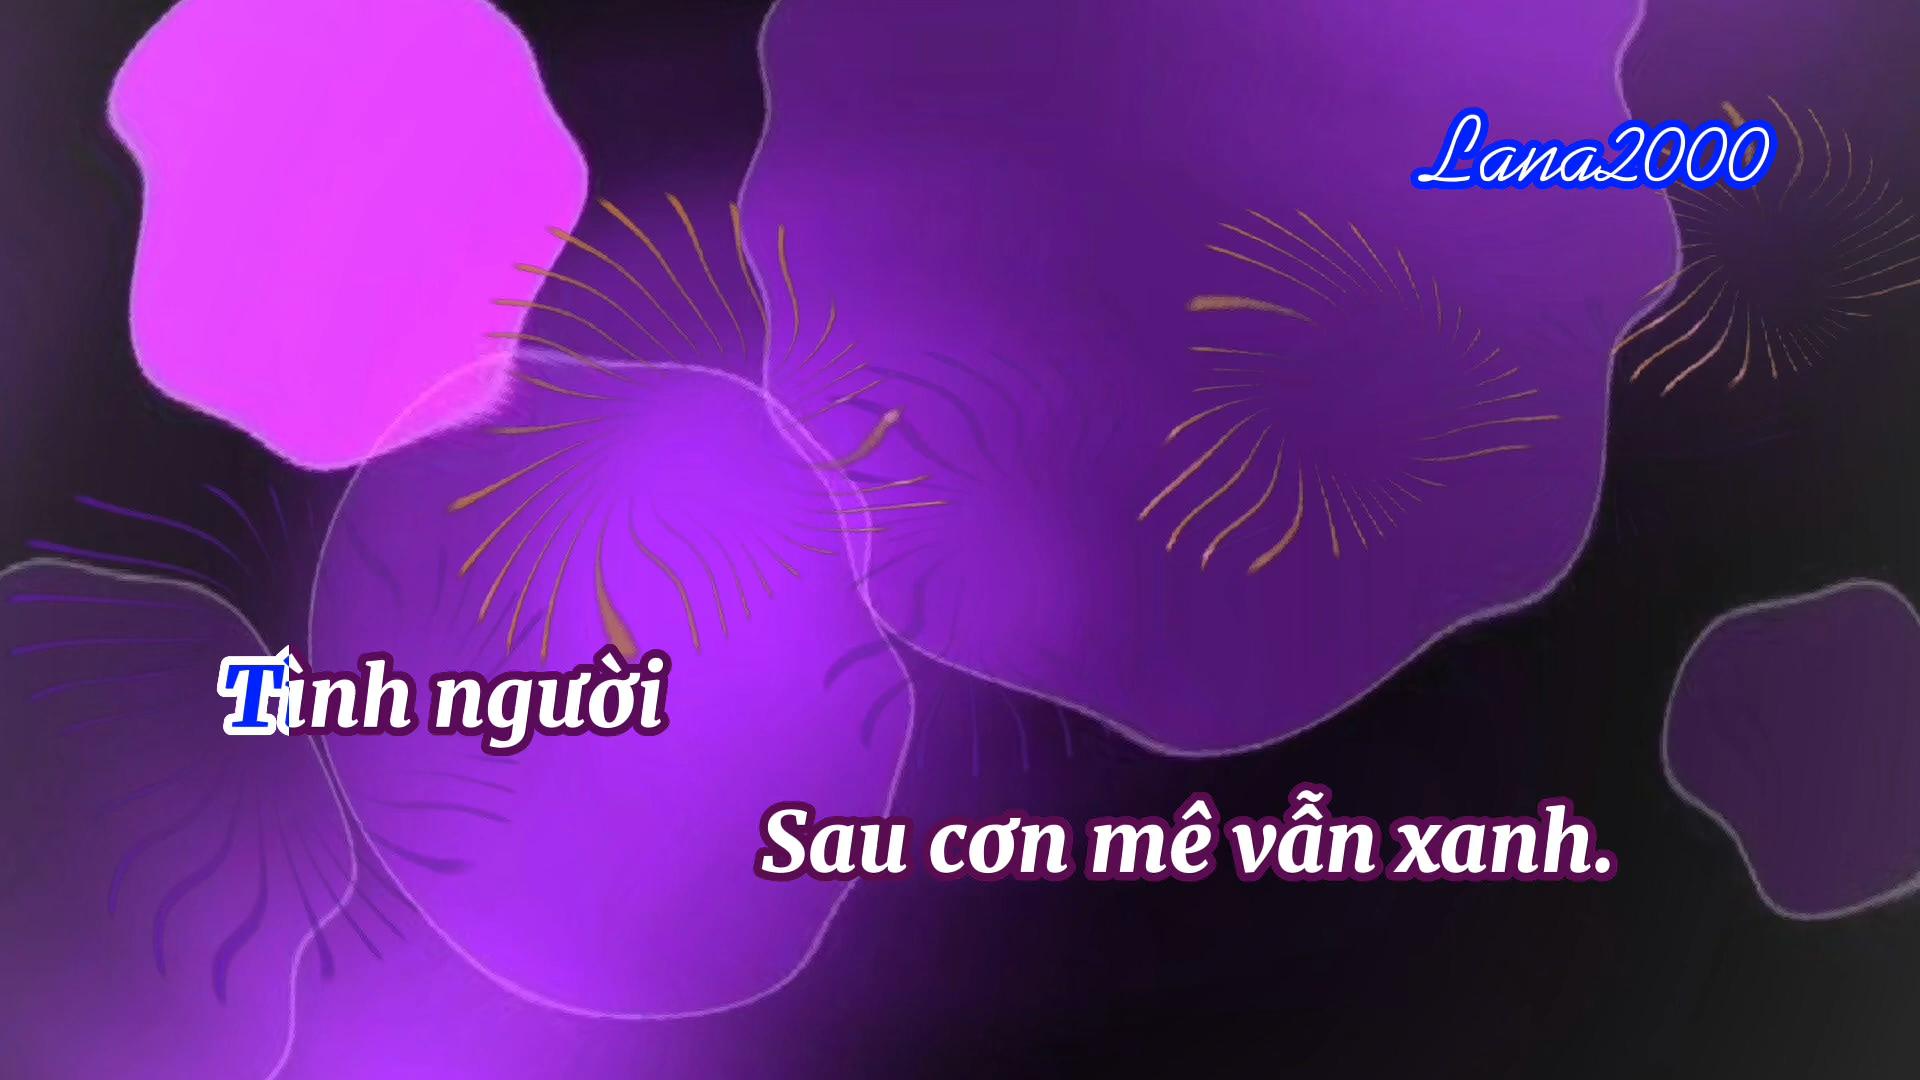 Lana2000
Tình người
Sau cơn mê vẫn xanh.